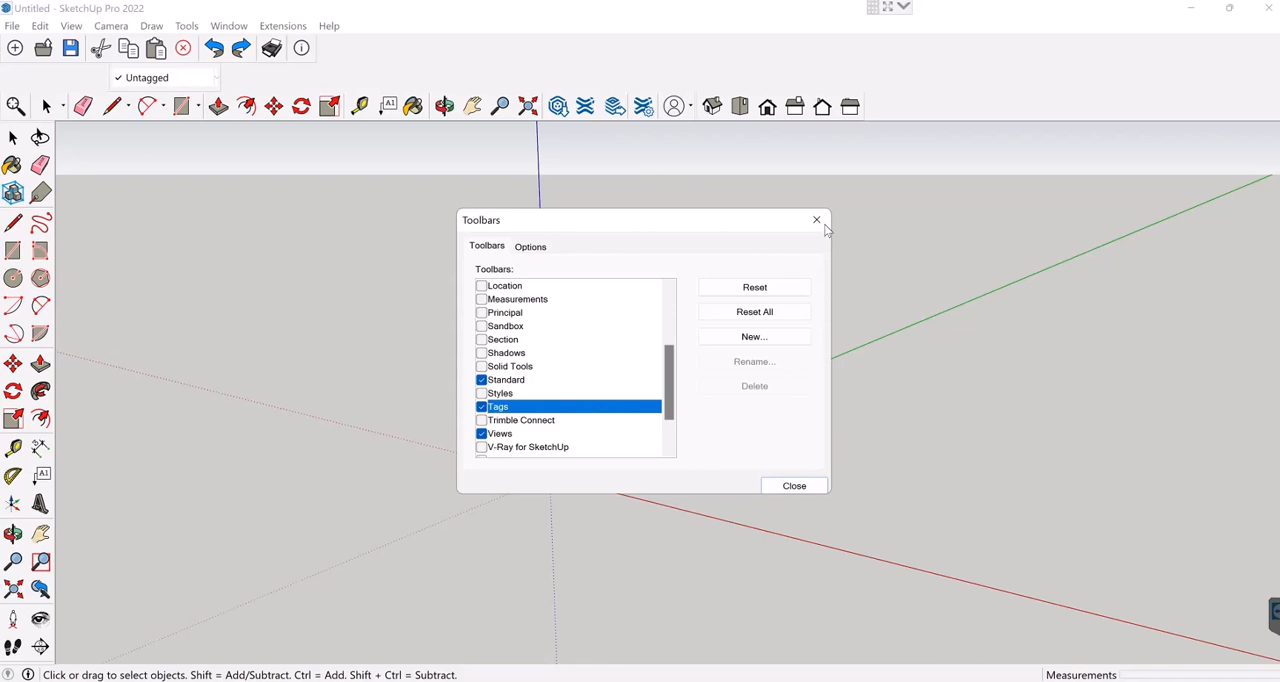 Untitled - SketchUp Pro 2022
File Edit View Camera Draw Tools Window Extensions Help
Untagged
A1
Toolbars
Toolbars Options
Toolbars:
Location
Measurements
Principal
Sandbox
Section
Shadows
Solid Tools
Standard
Styles
Tags
Trimble Connect
Views
V-Ray for SketchUp
Reset
Reset All
New...
Rename...
Delete
Close
A1
Click or drag to select objects. Shift = Add/Subtract. Ctrl = Add. Shift + Ctrl = Subtract.
Measurements